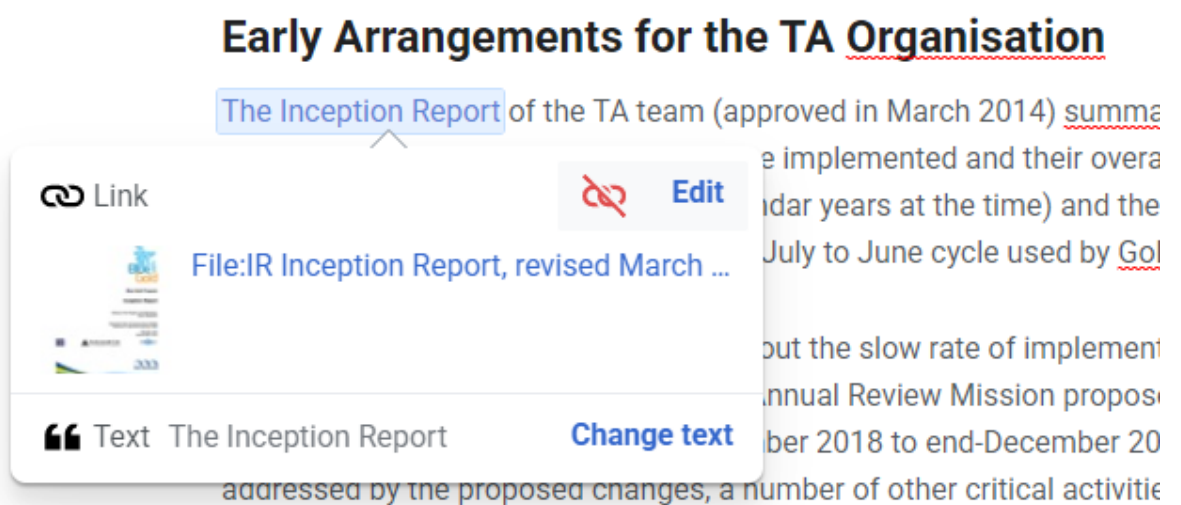 Early Arrangements for the TA Organisation
The Inception Report of the TA team (approved in March 2014) summa
e implemented and their overa
Link
Edit
ndar years at the time) and the
File:IR Inception Report, revised March ...
July to June cycle used by Gol
out the slow rate of implement
Annual Review Mission propose
Text The Inception Report
Change text
ber 2018 to end-December 20
addressed by the proposed changes, a number of other critical activitie